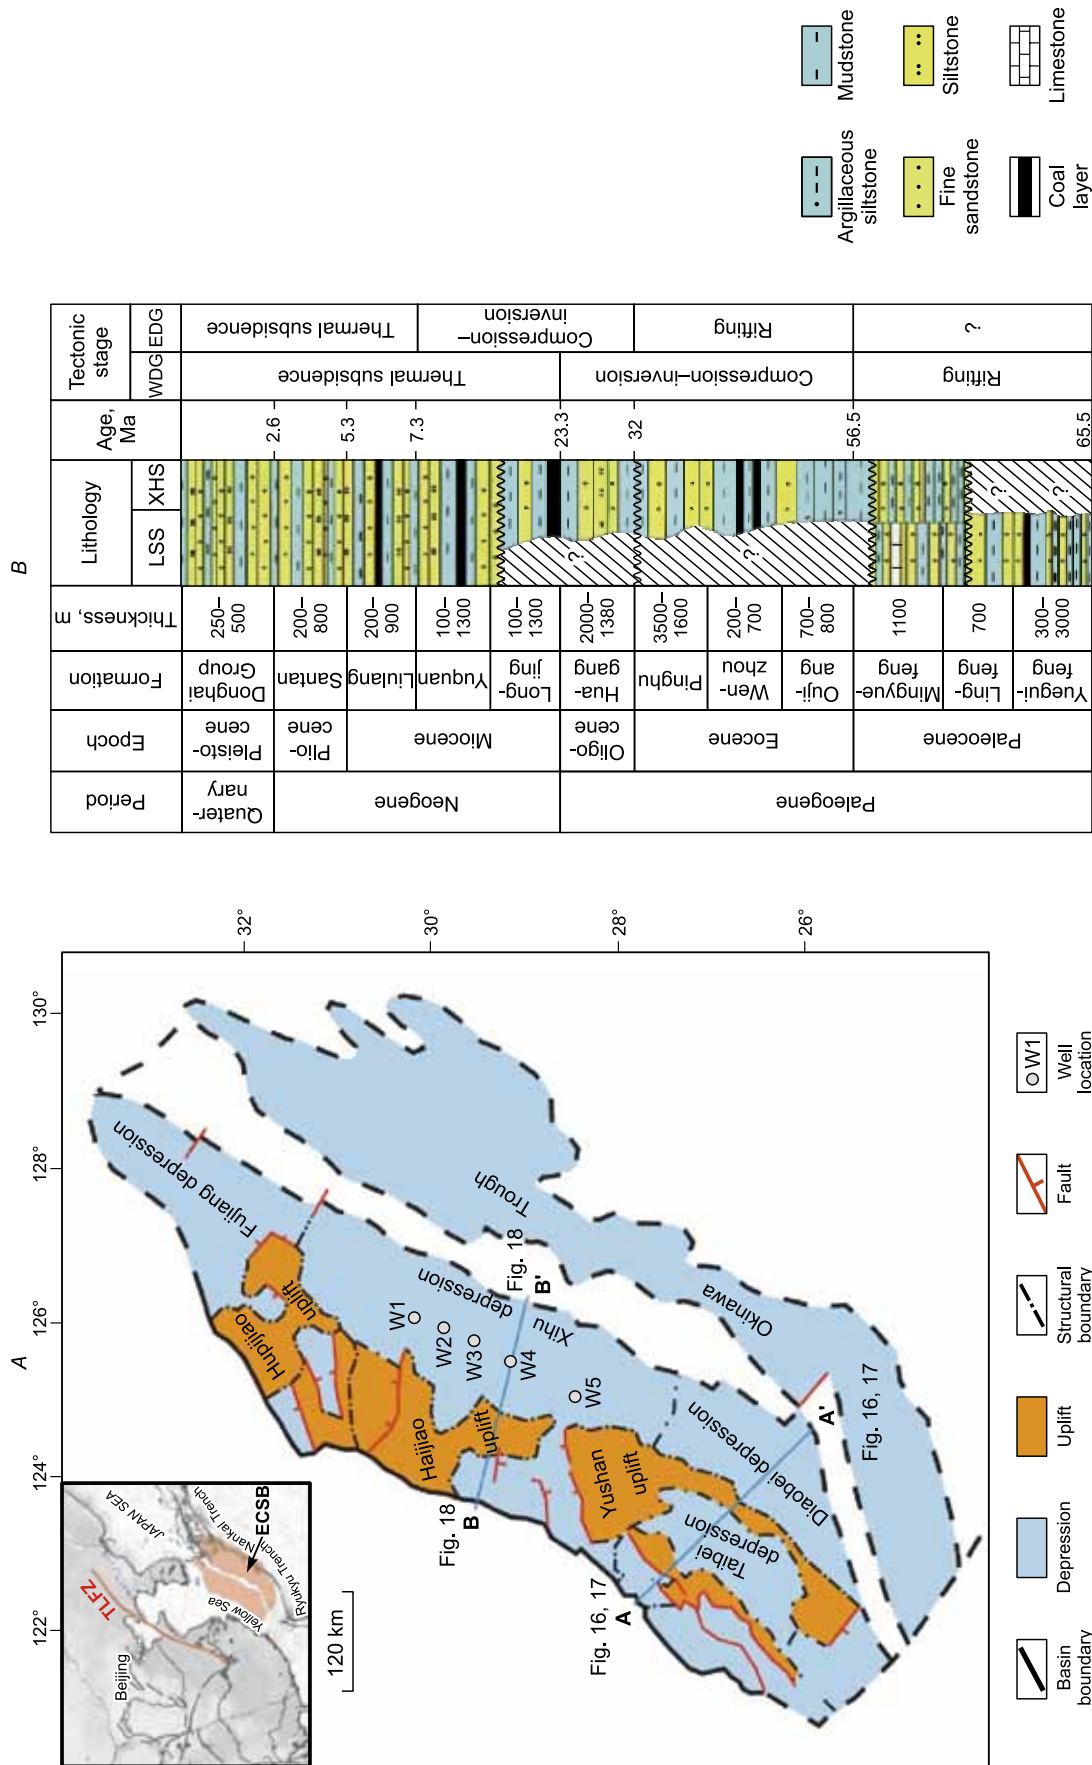 A
122°
124°
126°
128°
130°
32°
30°
28°
26°
Beijing
TLFZ
JAPAN SEA
Yellow Sea
Nankai Trench
Ryukyu Trench
ECSB
120 km
Hupijiao
uplift
Fujiang depression
Haijiao
uplift
W1
W2
W3
W4
W5
Xihu
depression
Fig. 18
B
Fig. 18
B'
Yushan
uplift
Taibei
depression
Diaobei depression
Okinawa
Trough
Fig. 16, 17
A
A'
Fig. 16, 17
Basin
boundary
Depression
Uplift
Structural
boundary
Fault
W1
Well
location
B
Period
Epoch
Formation
Thickness, m
Lithology
LSS
XHS
Age,
Ma
Tectonic
stage
WDG
EDG
Quater-
nary
Neogene
Paleogene
Pleisto-
cene
Plio-
cene
Miocene
Oligo-
cene
Eocene
Paleocene
Donghai
Group
Santan
Liulang
Yuquan
Long-
jing
Hua-
gang
Pinghu
Wen-
zhou
Ouji-
ang
Mingyue-
feng
Ling-
feng
Yuegui-
feng
250–
500
200–
800
200–
900
100–
1300
100–
1300
2000–
1380
3500–
1600
200–
700
700–
800
1100
700
300–
3000
?
?
?
?
2.6
5.3
7.3
23.3
32
56.5
65.5
Thermal subsidence
Compression–inversion
Rifting
Thermal subsidence
Compression–
inversion
Rifting
?
Argillaceous
siltstone
Mudstone
Fine
sandstone
Siltstone
Coal
layer
Limestone